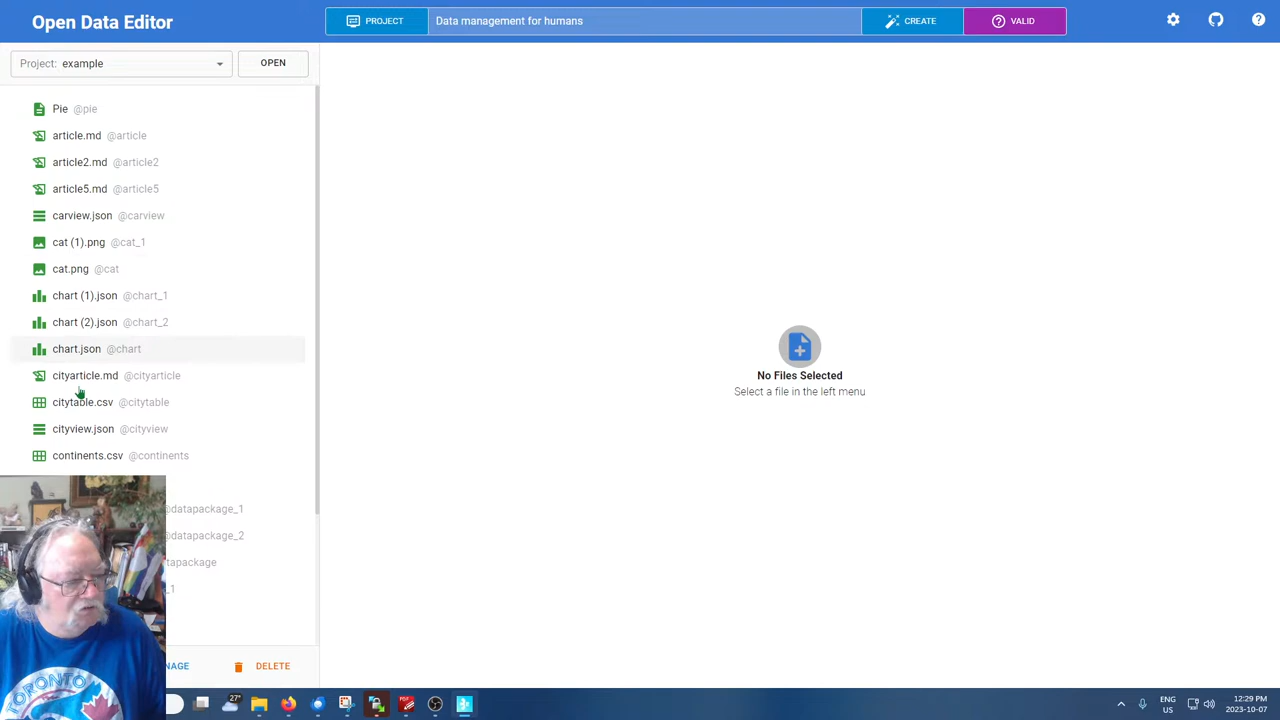 Open Data Editor
PROJECT
Data management for humans
CREATE
VALID
Project: example
OPEN
Pie @pie
article.md @article
article2.md @article2
article5.md @article5
carview.json @carview
cat (1).png @cat_1
cat.png @cat
chart (1).json @chart_1
chart (2).json @chart_2
chart.json @chart
cityarticle.md @cityarticle
citytable.csv @citytable
cityview.json @cityview
continents.csv @continents
@datapackage_1
@datapackage_2
tapackage
_1
No Files Selected
Select a file in the left menu
NAGE
DELETE
TORONTO
27°
PDF
ENG
US
12:29 PM
2023-10-07